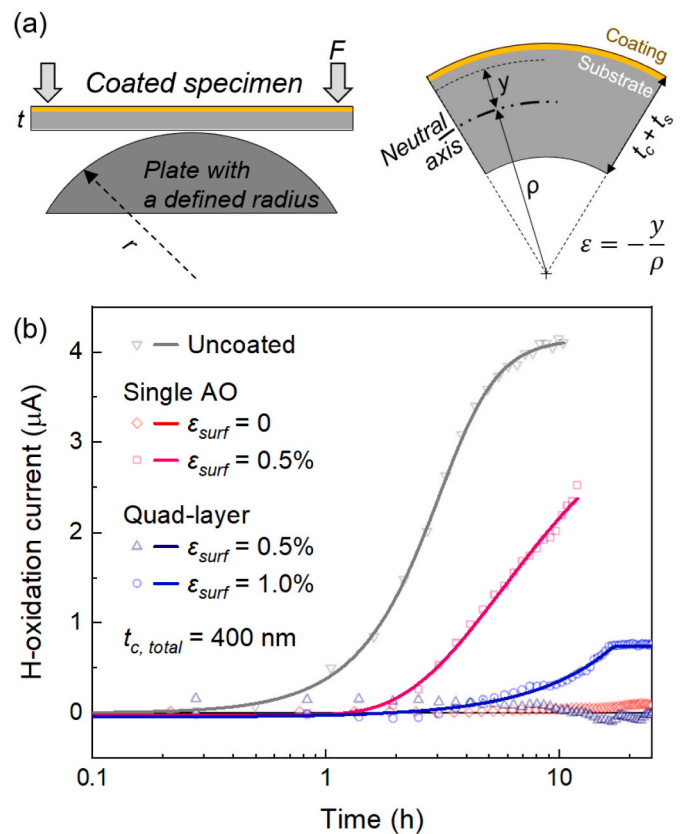 (a)
F
Coated specimen
t
Plate with
a defined radius
r
Coating
Substrate
y
Neutral
axis
t_c + t_s
ρ
ε = − y/ρ
(b)
H-oxidation current (μA)
4
3
2
1
0
Uncoated
Single AO
ε_surf = 0
ε_surf = 0.5%
Quad-layer
ε_surf = 0.5%
ε_surf = 1.0%
t_c, total = 400 nm
0.1
1
10
Time (h)